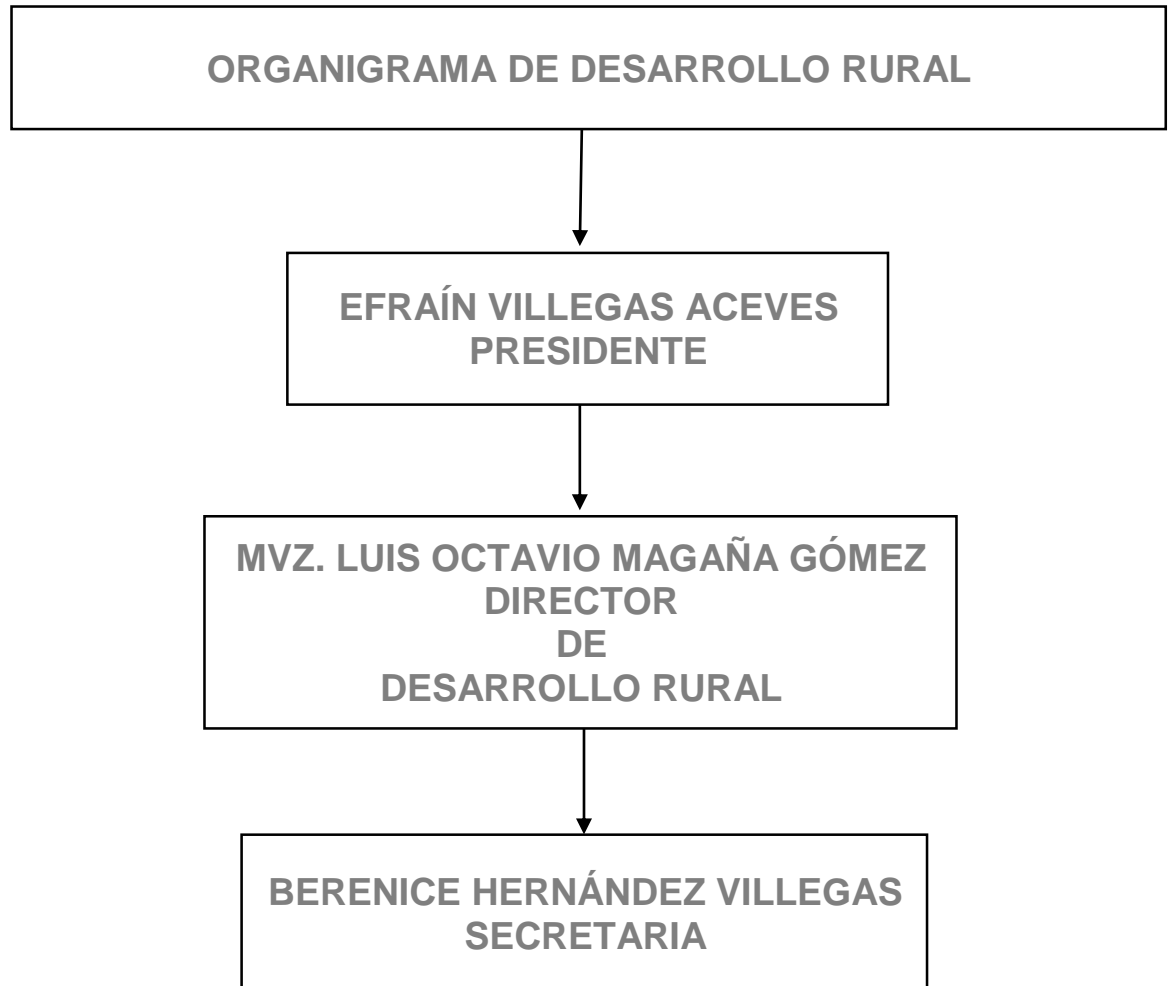 ORGANIGRAMA DE DESARROLLO RURAL
EFRAÍN VILLEGAS ACEVES
PRESIDENTE
MVZ. LUIS OCTAVIO MAGAÑA GÓMEZ
DIRECTOR
DE
DESARROLLO RURAL
BERENICE HERNÁNDEZ VILLEGAS
SECRETARIA